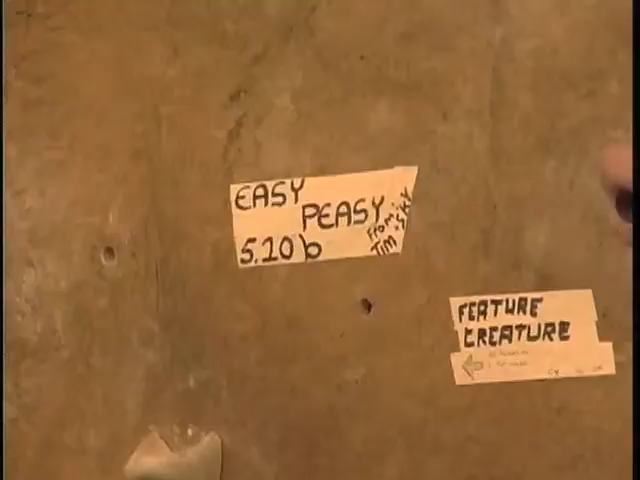 EASY
PEASY
5.10b
From:
TIM + SKY
FEATURE
CREATURE